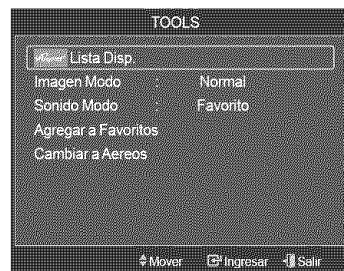 TOOLS
Lista Disp.
Imagen Modo : Normal
Sonido Modo : Favorito
Agregar a Favoritos
Cambiar a Aereos
Mover Ingresar Salir